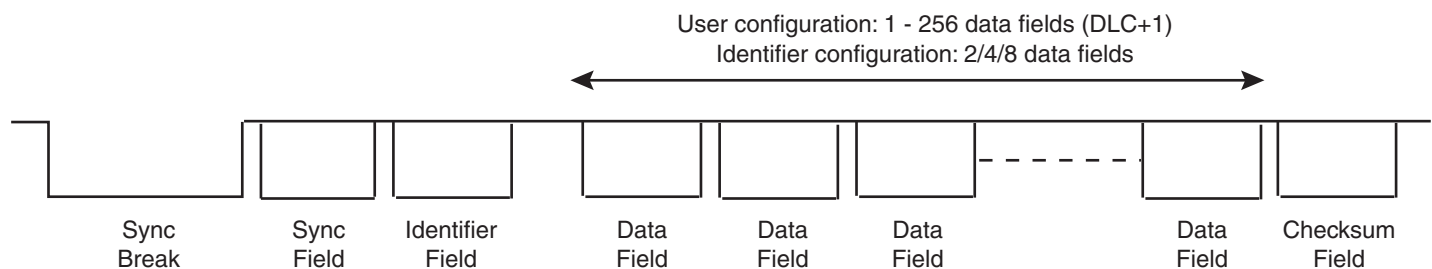 User configuration: 1 - 256 data fields (DLC+1)
Identifier configuration: 2/4/8 data fields
Sync Break
Sync Field
Identifier Field
Data Field
Data Field
Data Field
Data Field
Checksum Field